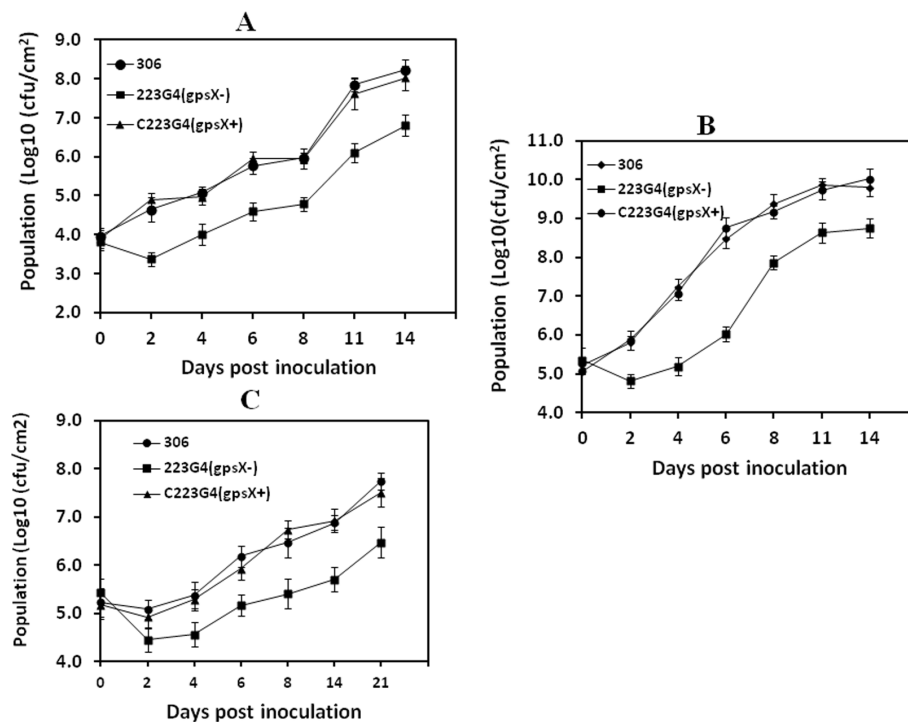 A
Population (Log10 (cfu/cm²)
9.0
8.0
7.0
6.0
5.0
4.0
3.0
2.0
306
223G4(gpsX-)
C223G4(gpsX+)
0 2 4 6 8 11 14
Days post inoculation
B
Population (Log10(cfu/cm²)
11.0
10.0
9.0
8.0
7.0
6.0
5.0
4.0
306
223G4(gpsX-)
C223G4(gpsX+)
0 2 4 6 8 11 14
Days post inoculation
C
Population (Log10 (cfu/cm2)
9.0
8.0
7.0
6.0
5.0
4.0
306
223G4(gpsX-)
C223G4(gpsX+)
0 2 4 6 8 14 21
Days post inoculation